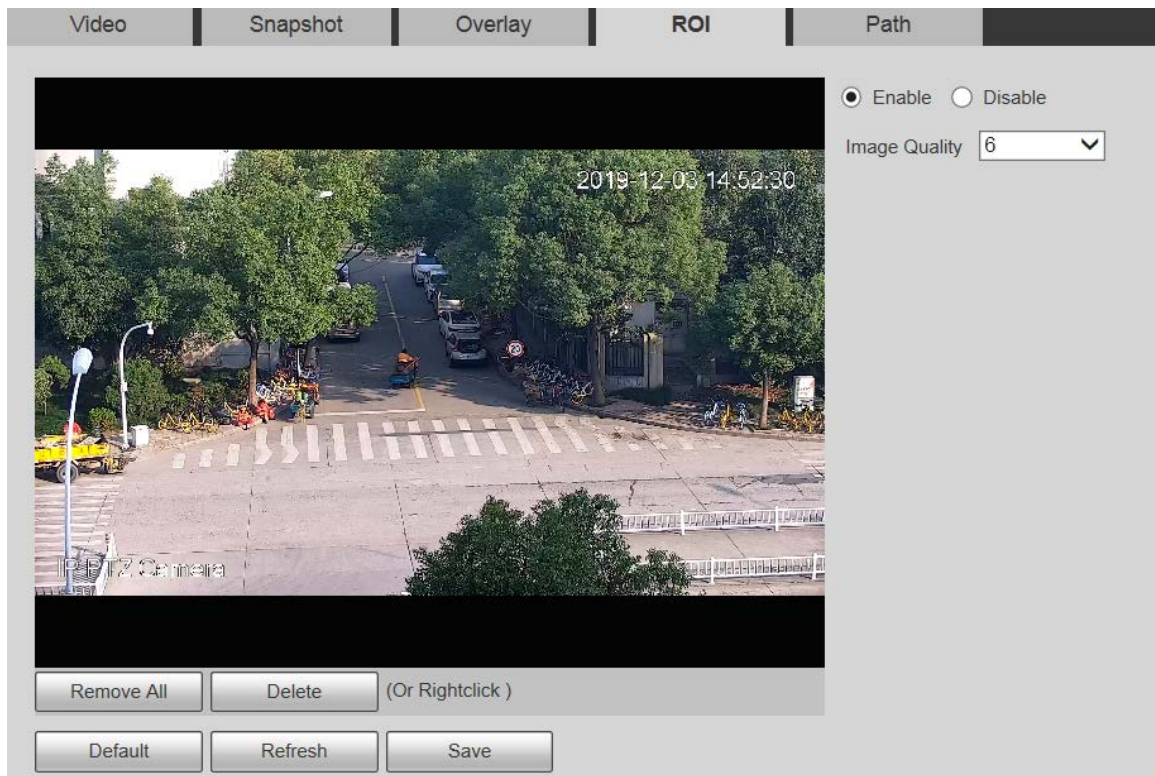 Video Snapshot Overlay ROI Path
Enable Disable
Image Quality 6
2019-12-03 14:52:30
20
IP PTZ Camera
Remove All Delete (Or Rightclick )
Default Refresh Save